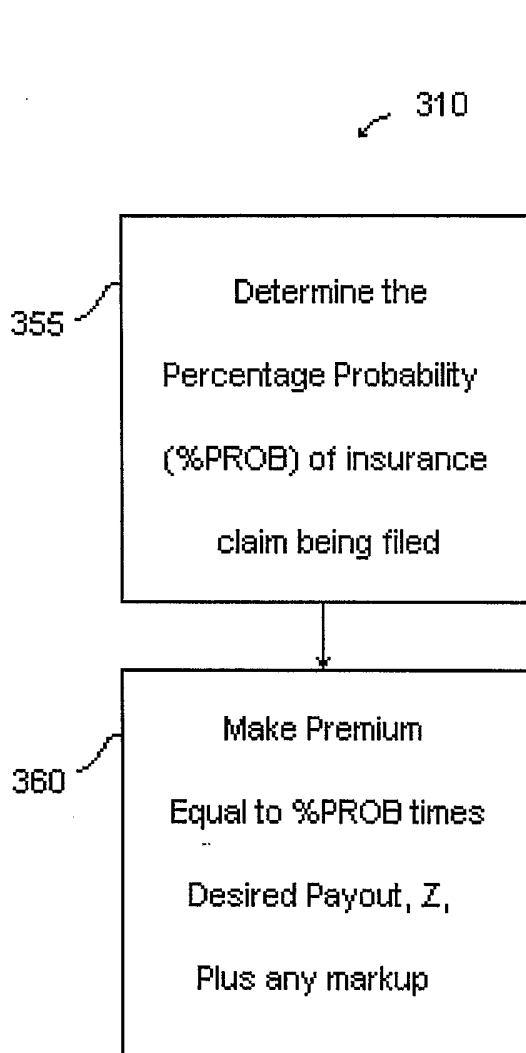 310
355
Determine the
Percentage Probability
(%PROB) of insurance
claim being filed
360
Make Premium
Equal to %PROB times
Desired Payout, Z,
Plus any markup